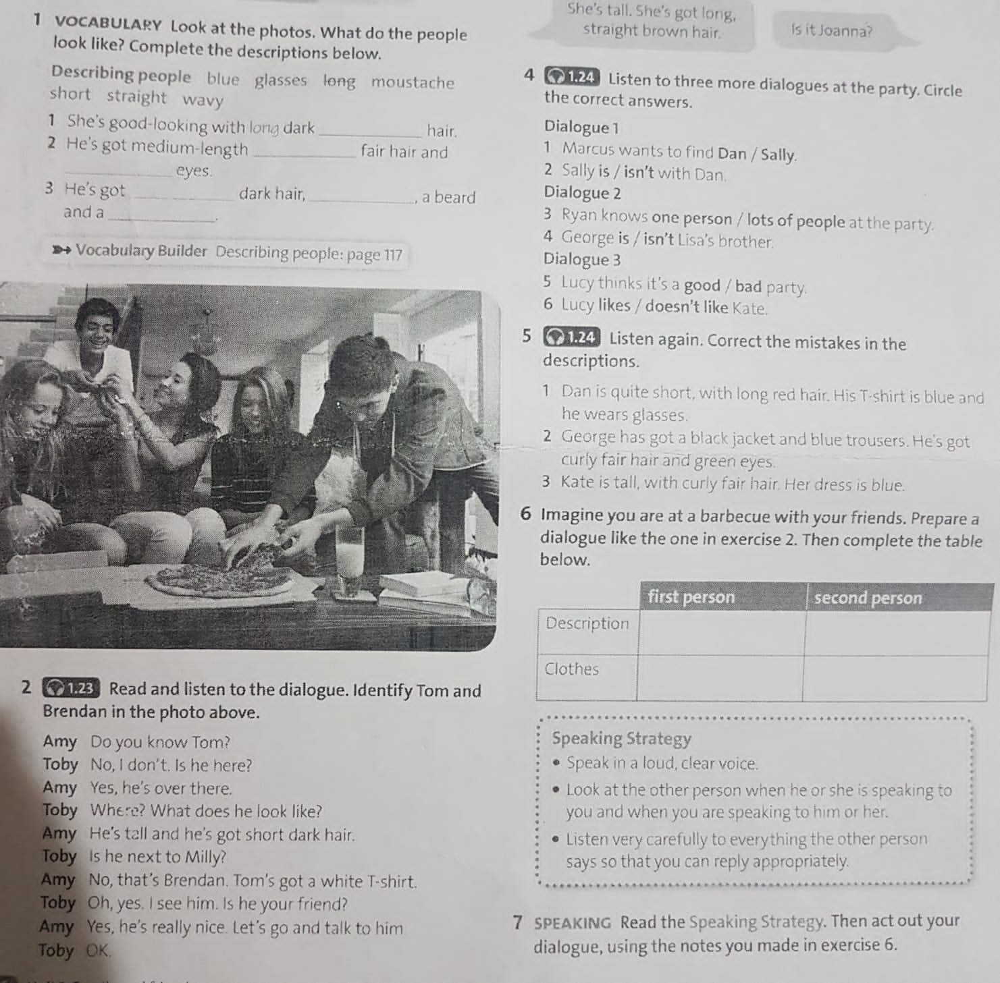 1 VOCABULARY Look at the photos. What do the people
look like? Complete the descriptions below.
Describing people blue glasses long moustache
short straight wavy
1 She's good-looking with long dark ____________ hair.
2 He's got medium-length ____________ fair hair and
____________ eyes.
3 He's got ____________ dark hair, ____________, a beard
and a ____________.
Vocabulary Builder Describing people: page 117
2 1.23 Read and listen to the dialogue. Identify Tom and
Brendan in the photo above.
Amy Do you know Tom?
Toby No, I don't. Is he here?
Amy Yes, he's over there.
Toby Where? What does he look like?
Amy He's tall and he's got short dark hair.
Toby Is he next to Milly?
Amy No, that's Brendan. Tom's got a white T-shirt.
Toby Oh, yes. I see him. Is he your friend?
Amy Yes, he's really nice. Let's go and talk to him
Toby OK.
She's tall. She's got long,
straight brown hair.
Is it Joanna?
4 1.24 Listen to three more dialogues at the party. Circle
the correct answers.
Dialogue 1
1 Marcus wants to find Dan / Sally.
2 Sally is / isn't with Dan.
Dialogue 2
3 Ryan knows one person / lots of people at the party.
4 George is / isn't Lisa's brother.
Dialogue 3
5 Lucy thinks it's a good / bad party.
6 Lucy likes / doesn't like Kate.
5 1.24 Listen again. Correct the mistakes in the
descriptions.
1 Dan is quite short, with long red hair. His T-shirt is blue and
he wears glasses.
2 George has got a black jacket and blue trousers. He's got
curly fair hair and green eyes.
3 Kate is tall, with curly fair hair. Her dress is blue.
6 Imagine you are at a barbecue with your friends. Prepare a
dialogue like the one in exercise 2. Then complete the table
below.
first person second person
Description
Clothes
Speaking Strategy
• Speak in a loud, clear voice.
• Look at the other person when he or she is speaking to
you and when you are speaking to him or her.
• Listen very carefully to everything the other person
says so that you can reply appropriately.
7 SPEAKING Read the Speaking Strategy. Then act out your
dialogue, using the notes you made in exercise 6.